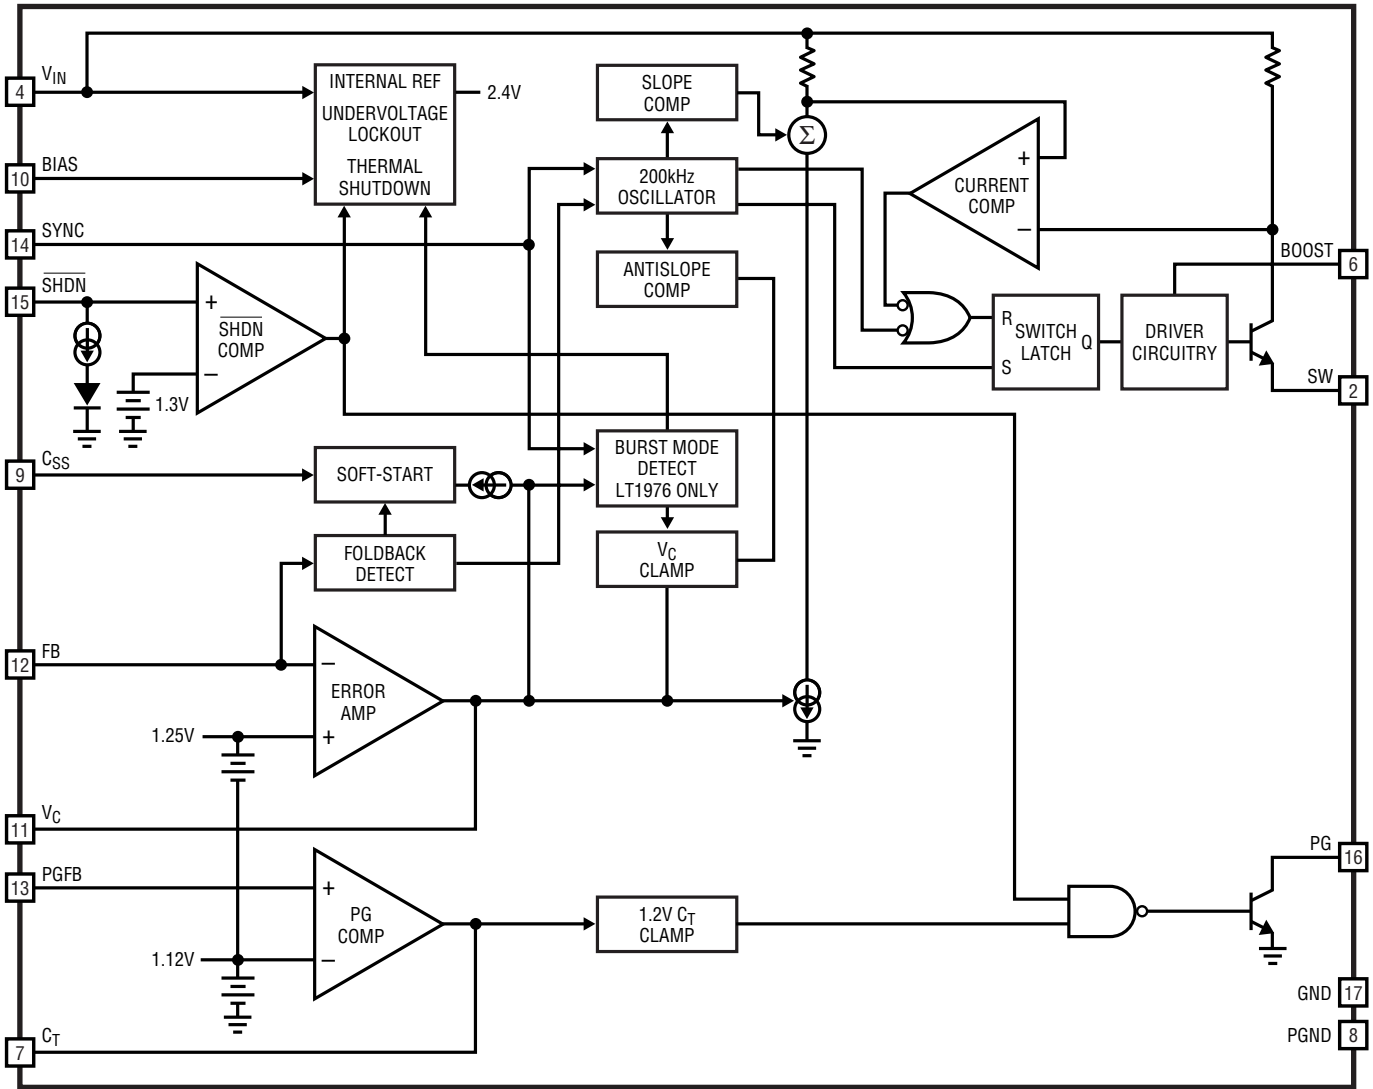 4
VIN
INTERNAL REF
UNDERVOLTAGE
LOCKOUT
THERMAL
SHUTDOWN
2.4V
SLOPE
COMP
Σ
10
BIAS
200kHz
OSCILLATOR
+
CURRENT
COMP
−
14
SYNC
15
SHDN
+
SHDN
COMP
−
1.3V
ANTISLOPE
COMP
BOOST
6
R
S
SWITCH
LATCH
Q
DRIVER
CIRCUITRY
SW
2
9
CSS
SOFT-START
BURST MODE
DETECT
LT1976 ONLY
FOLDBACK
DETECT
VC
CLAMP
12
FB
−
ERROR
AMP
+
1.25V
11
VC
13
PGFB
+
PG
COMP
−
1.12V
1.2V CT
CLAMP
PG
16
GND
17
PGND
8
7
CT